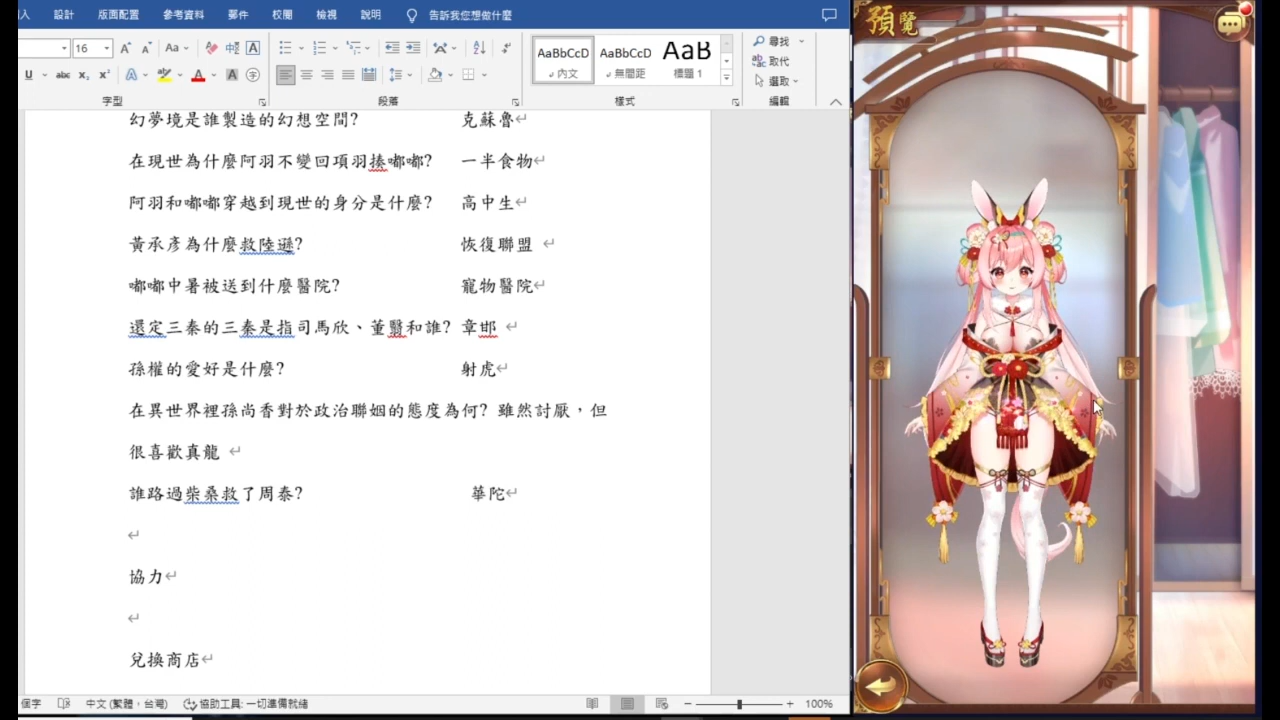 入 設計 版面配置 參考資料 郵件 校閱 檢視 說明 告訴我您想做什麼
16 Aa
AaBbCcD AaBbCcD AaB
內文 無間距 標題 1
尋找
取代
選取
字型 段落 樣式 編輯
幻夢境是誰製造的幻想空間? 克蘇魯
在現世為什麼阿羽不變回項羽揍嘟嘟? 一半食物
阿羽和嘟嘟穿越到現世的身分是什麼? 高中生
黃承彥為什麼救陸遜? 恢復聯盟
嘟嘟中暑被送到什麼醫院? 寵物醫院
還定三秦的三秦是指司馬欣、董翳和誰? 章邯
孫權的愛好是什麼? 射虎
在異世界裡孫尚香對於政治聯姻的態度為何? 雖然討厭，但
很喜歡真龍
誰路過柴桑救了周泰? 華陀
協力
兌換商店
個字 中文 (繁體，台灣) 協助工具: 一切準備就緒 100%
預覽